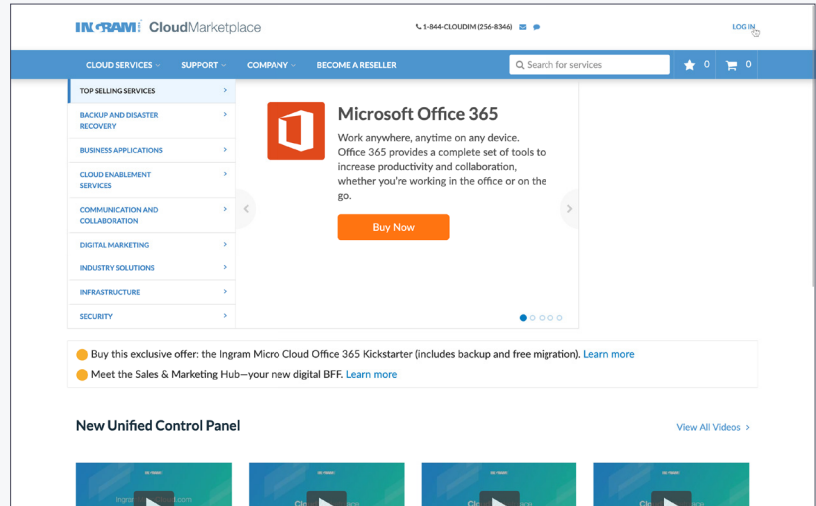 INGRAM CloudMarketplace
1-844-CLOUDIM (256-8346)
LOG IN
CLOUD SERVICES
SUPPORT
COMPANY
BECOME A RESELLER
Search for services
0
0
TOP SELLING SERVICES
BACKUP AND DISASTER
RECOVERY
BUSINESS APPLICATIONS
CLOUD ENABLEMENT
SERVICES
COMMUNICATION AND
COLLABORATION
DIGITAL MARKETING
INDUSTRY SOLUTIONS
INFRASTRUCTURE
SECURITY
Microsoft Office 365
Work anywhere, anytime on any device.
Office 365 provides a complete set of tools to
increase productivity and collaboration,
whether you're working in the office or on the
go.
Buy Now
Buy this exclusive offer: the Ingram Micro Cloud Office 365 Kickstarter (includes backup and free migration). Learn more
Meet the Sales & Marketing Hub—your new digital BFF. Learn more
New Unified Control Panel
View All Videos